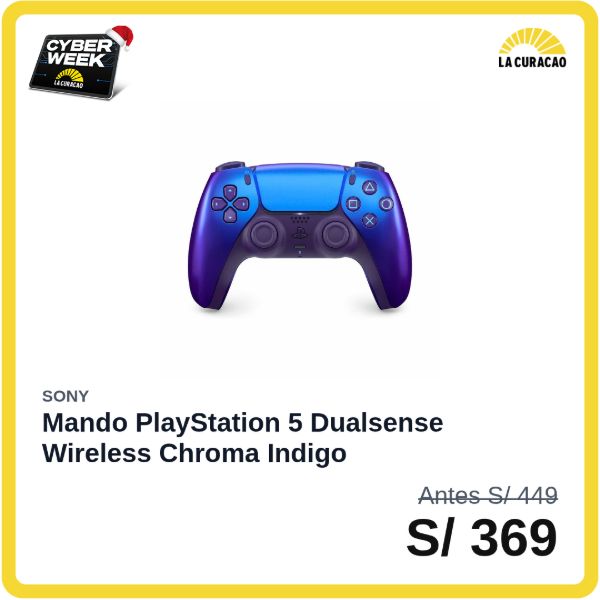 CYBER
WEEK
LA CURACAO
LA CURACAO
SONY
Mando PlayStation 5 Dualsense
Wireless Chroma Indigo
Antes S/ 449
S/ 369